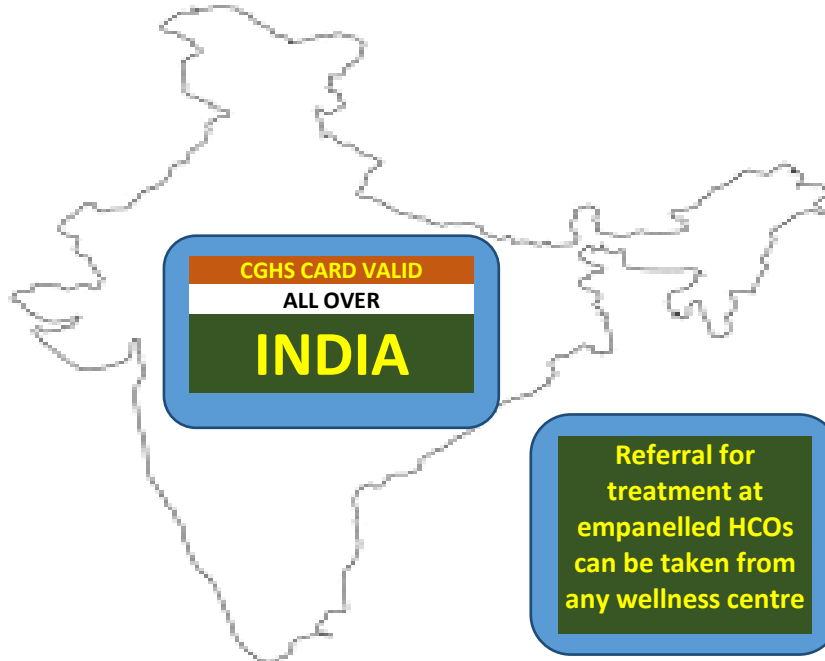 CGHS CARD VALID
ALL OVER
INDIA
Referral for
treatment at
empanelled HCOs
can be taken from
any wellness centre